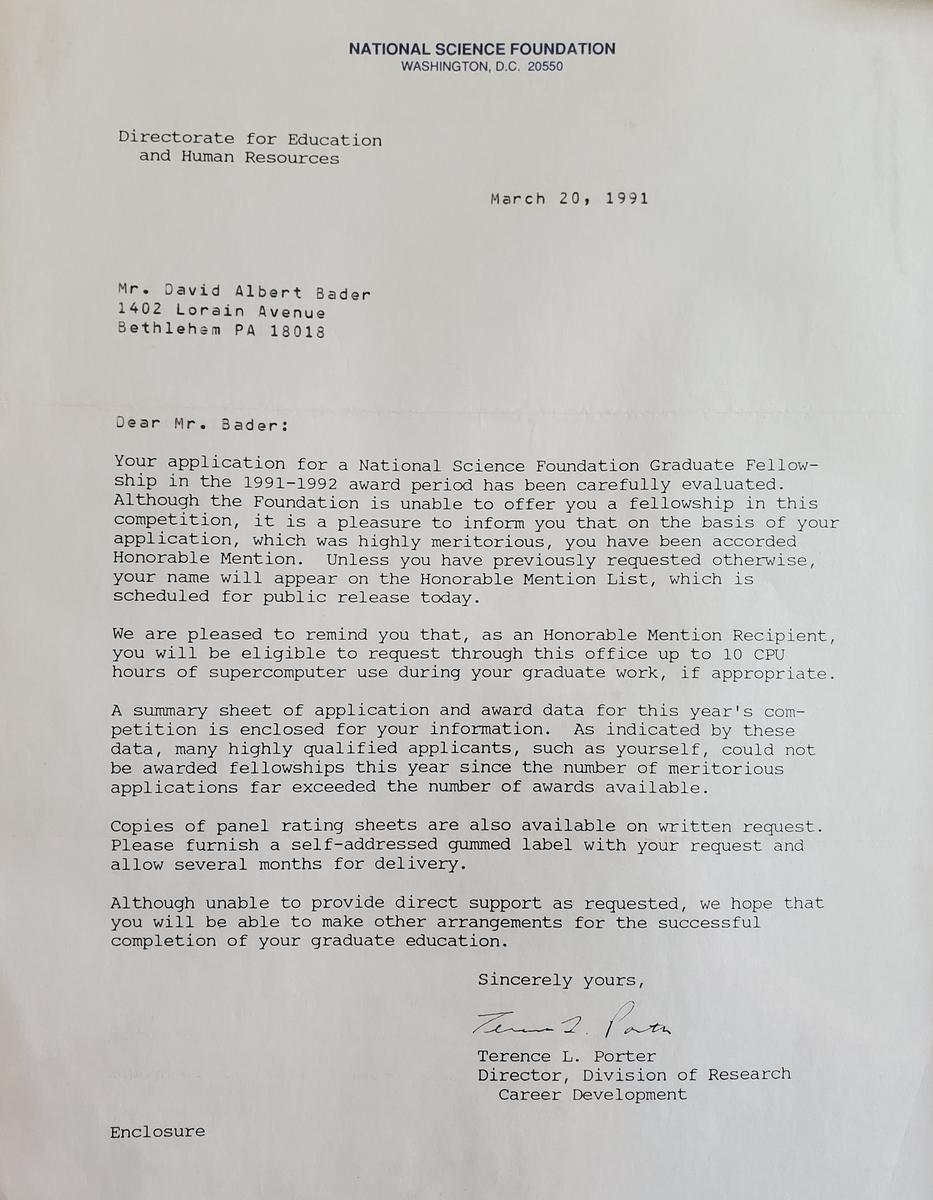 NATIONAL SCIENCE FOUNDATION
WASHINGTON, D.C. 20550
Directorate for Education
and Human Resources
March 20, 1991
Mr. David Albert Bader
1402 Lorain Avenue
Bethlehem PA 18018
Dear Mr. Bader:
Your application for a National Science Foundation Graduate Fellow-
ship in the 1991-1992 award period has been carefully evaluated.
Although the Foundation is unable to offer you a fellowship in this
competition, it is a pleasure to inform you that on the basis of your
application, which was highly meritorious, you have been accorded
Honorable Mention. Unless you have previously requested otherwise,
your name will appear on the Honorable Mention List, which is
scheduled for public release today.
We are pleased to remind you that, as an Honorable Mention Recipient,
you will be eligible to request through this office up to 10 CPU
hours of supercomputer use during your graduate work, if appropriate.
A summary sheet of application and award data for this year's com-
petition is enclosed for your information. As indicated by these
data, many highly qualified applicants, such as yourself, could not
be awarded fellowships this year since the number of meritorious
applications far exceeded the number of awards available.
Copies of panel rating sheets are also available on written request.
Please furnish a self-addressed gummed label with your request and
allow several months for delivery.
Although unable to provide direct support as requested, we hope that
you will be able to make other arrangements for the successful
completion of your graduate education.
Sincerely yours,
Terence L. Porter
Terence L. Porter
Director, Division of Research
Career Development
Enclosure